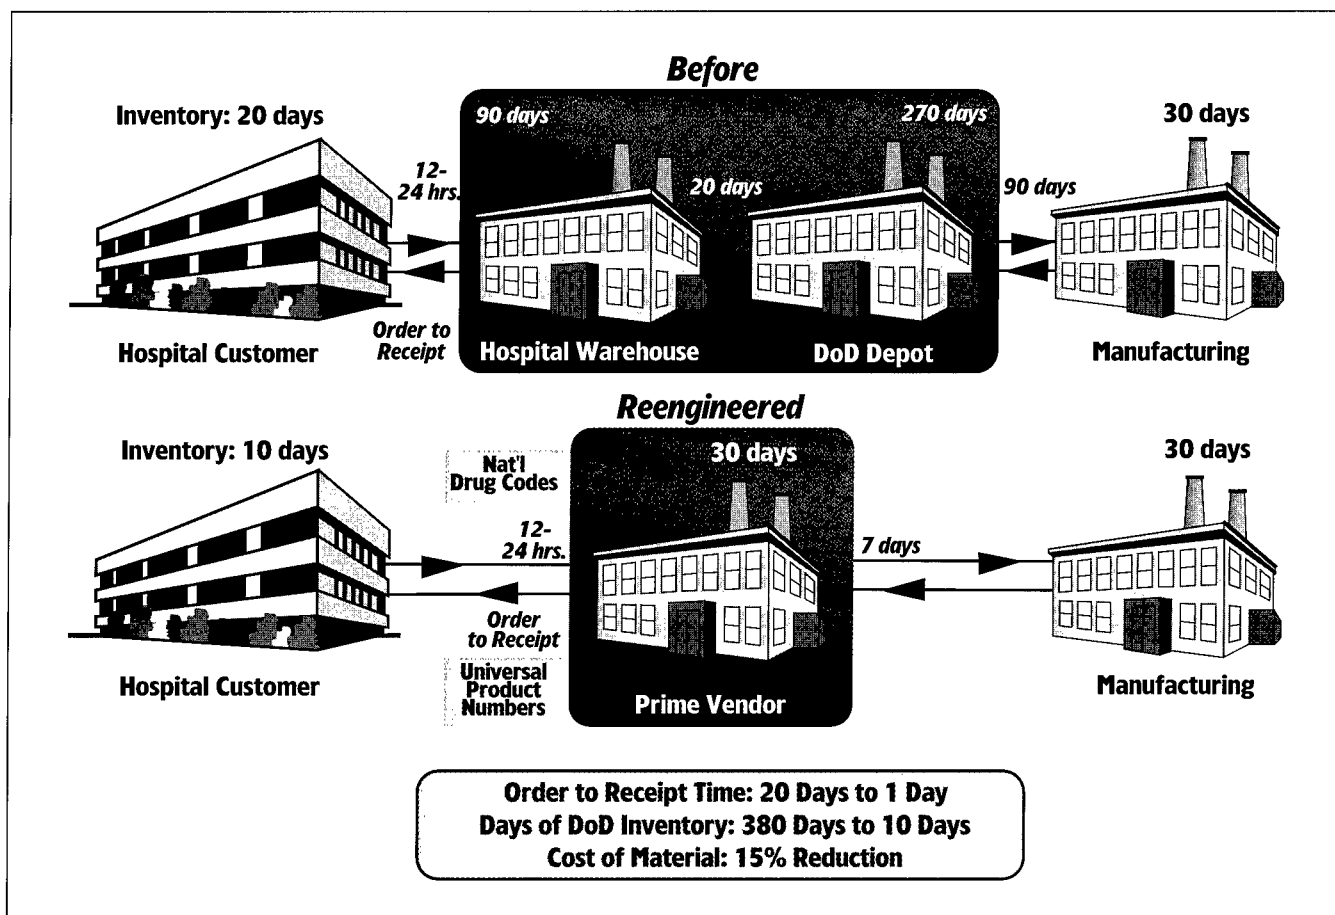 Before
Inventory: 20 days
90 days
270 days
30 days
12-
24 hrs.
20 days
90 days
Order to
Receipt
Hospital Customer
Hospital Warehouse
DoD Depot
Manufacturing
Reengineered
Inventory: 10 days
Nat'l
Drug Codes
30 days
30 days
12-
24 hrs.
7 days
Order
to Receipt
Universal
Product
Numbers
Hospital Customer
Prime Vendor
Manufacturing
Order to Receipt Time: 20 Days to 1 Day
Days of DoD Inventory: 380 Days to 10 Days
Cost of Material: 15% Reduction